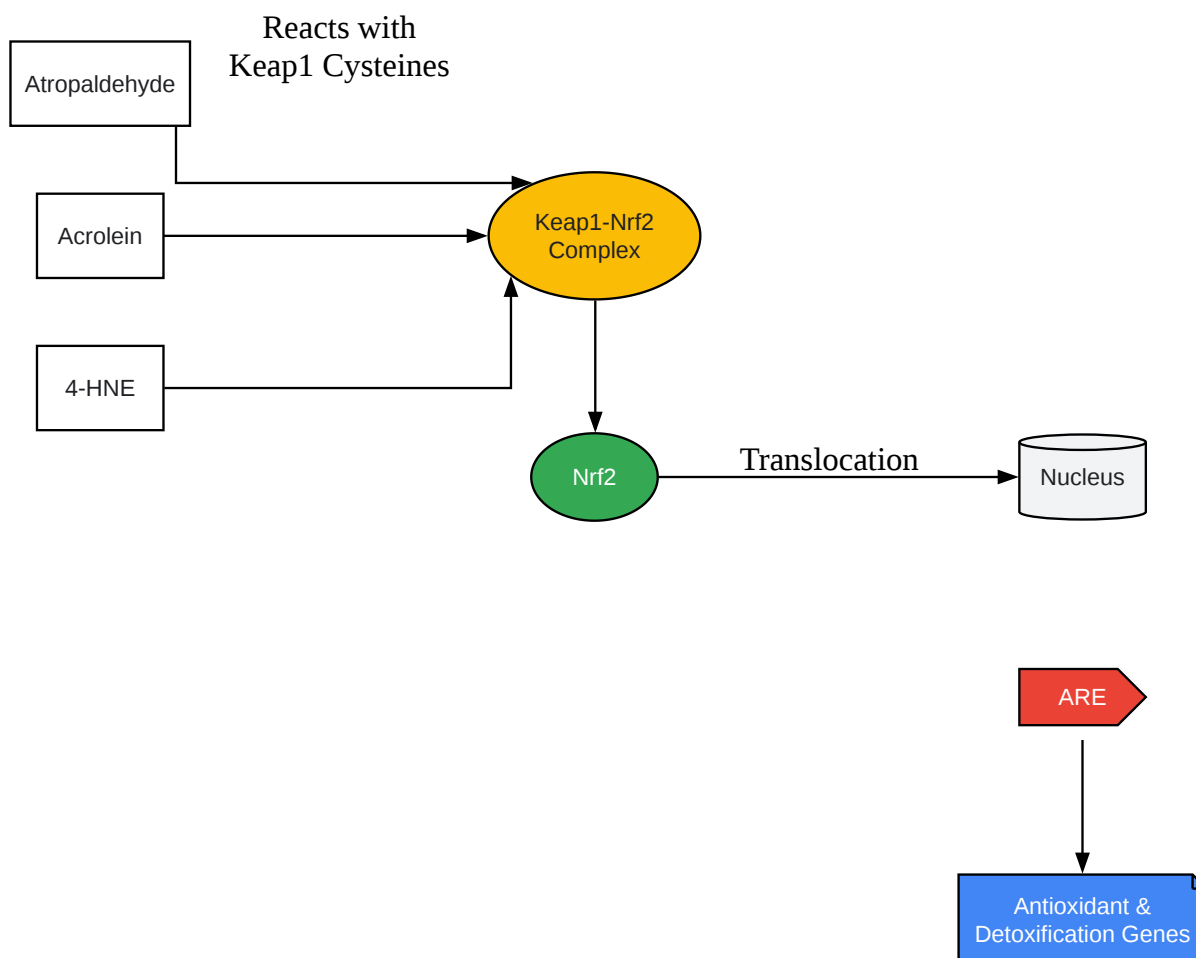 Reacts with
Keap1 Cysteines
Atropaldehyde
Acrolein
Keap1-Nrf2
Complex
4-HNE
Nrf2
Translocation
Nucleus
ARE
Antioxidant &
Detoxification Genes